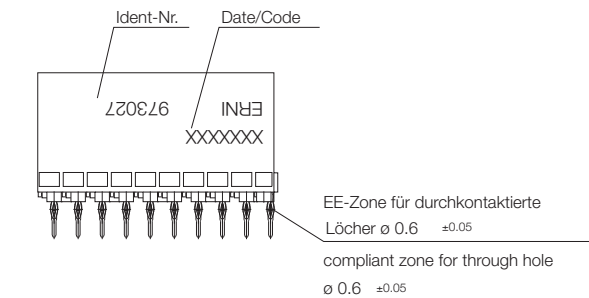 Ident-Nr. Date/Code
973027 ERNI
XXXXXXX
EE-Zone für durchkontaktierte
Löcher ø 0.6 ±0.05
compliant zone for through hole
ø 0.6 ±0.05